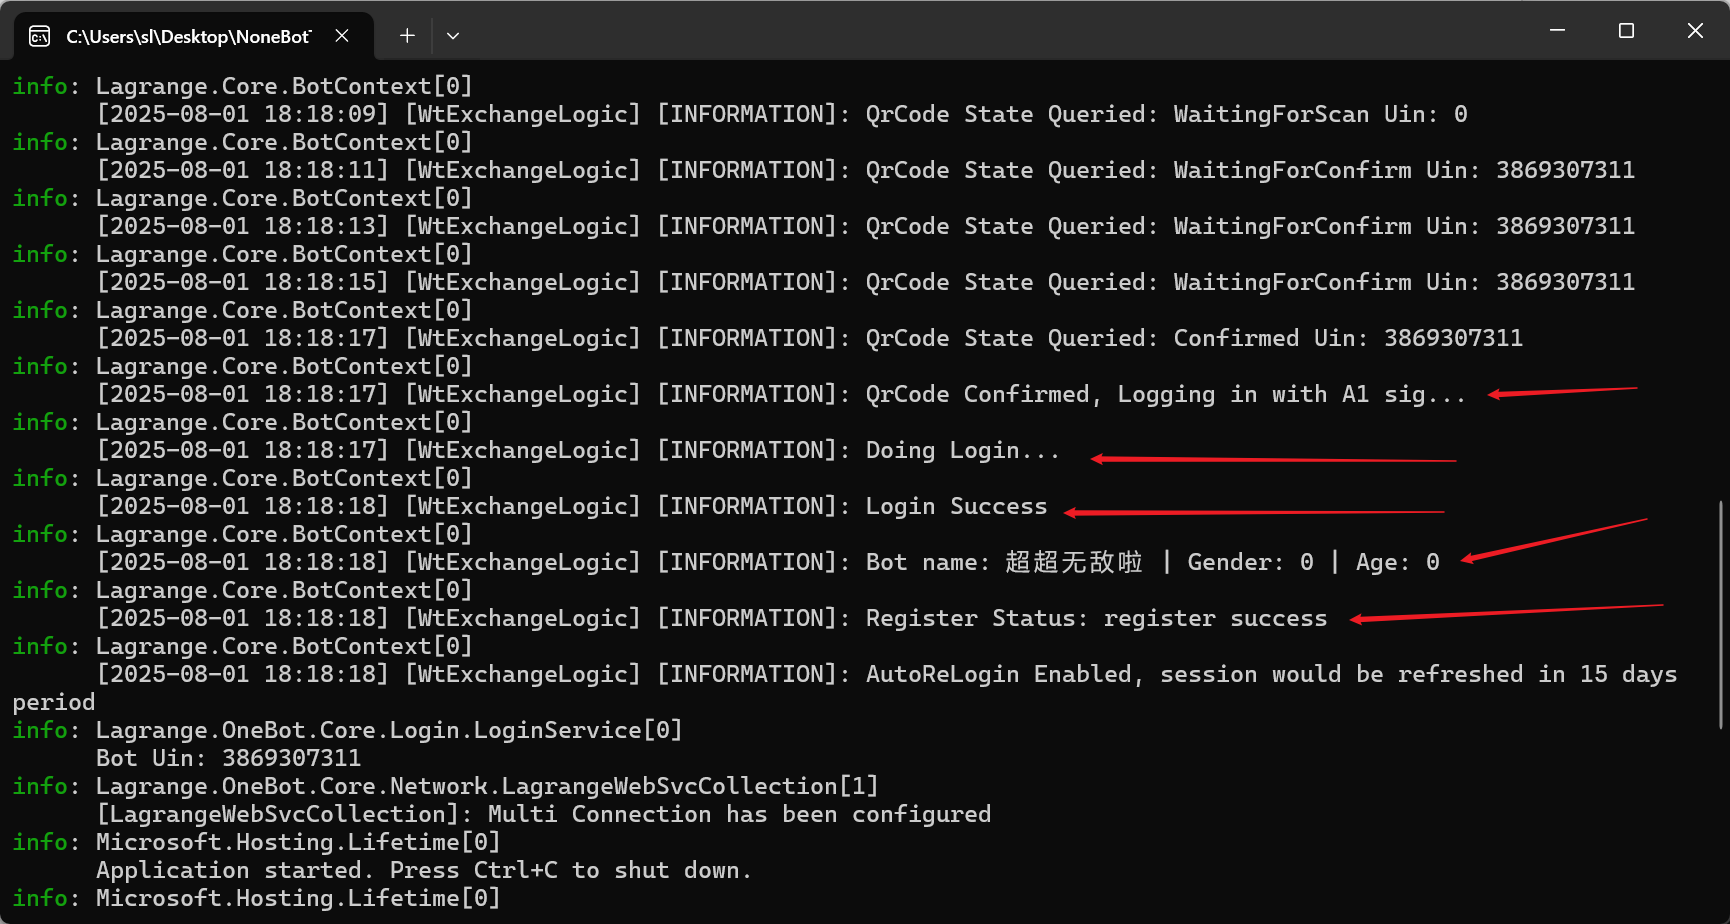 C:\Users\sl\Desktop\NoneBot
info: Lagrange.Core.BotContext[0]
[2025-08-01 18:18:09] [WtExchangeLogic] [INFORMATION]: QrCode State Queried: WaitingForScan Uin: 0
info: Lagrange.Core.BotContext[0]
[2025-08-01 18:18:11] [WtExchangeLogic] [INFORMATION]: QrCode State Queried: WaitingForConfirm Uin: 3869307311
info: Lagrange.Core.BotContext[0]
[2025-08-01 18:18:13] [WtExchangeLogic] [INFORMATION]: QrCode State Queried: WaitingForConfirm Uin: 3869307311
info: Lagrange.Core.BotContext[0]
[2025-08-01 18:18:15] [WtExchangeLogic] [INFORMATION]: QrCode State Queried: WaitingForConfirm Uin: 3869307311
info: Lagrange.Core.BotContext[0]
[2025-08-01 18:18:17] [WtExchangeLogic] [INFORMATION]: QrCode State Queried: Confirmed Uin: 3869307311
info: Lagrange.Core.BotContext[0]
[2025-08-01 18:18:17] [WtExchangeLogic] [INFORMATION]: QrCode Confirmed, Logging in with A1 sig...
info: Lagrange.Core.BotContext[0]
[2025-08-01 18:18:17] [WtExchangeLogic] [INFORMATION]: Doing Login...
info: Lagrange.Core.BotContext[0]
[2025-08-01 18:18:18] [WtExchangeLogic] [INFORMATION]: Login Success
info: Lagrange.Core.BotContext[0]
[2025-08-01 18:18:18] [WtExchangeLogic] [INFORMATION]: Bot name: 超超无敌啦 | Gender: 0 | Age: 0
info: Lagrange.Core.BotContext[0]
[2025-08-01 18:18:18] [WtExchangeLogic] [INFORMATION]: Register Status: register success
info: Lagrange.Core.BotContext[0]
[2025-08-01 18:18:18] [WtExchangeLogic] [INFORMATION]: AutoReLogin Enabled, session would be refreshed in 15 days
period
info: Lagrange.OneBot.Core.Login.LoginService[0]
Bot Uin: 3869307311
info: Lagrange.OneBot.Core.Network.LagrangeWebSvcCollection[1]
[LagrangeWebSvcCollection]: Multi Connection has been configured
info: Microsoft.Hosting.Lifetime[0]
Application started. Press Ctrl+C to shut down.
info: Microsoft.Hosting.Lifetime[0]